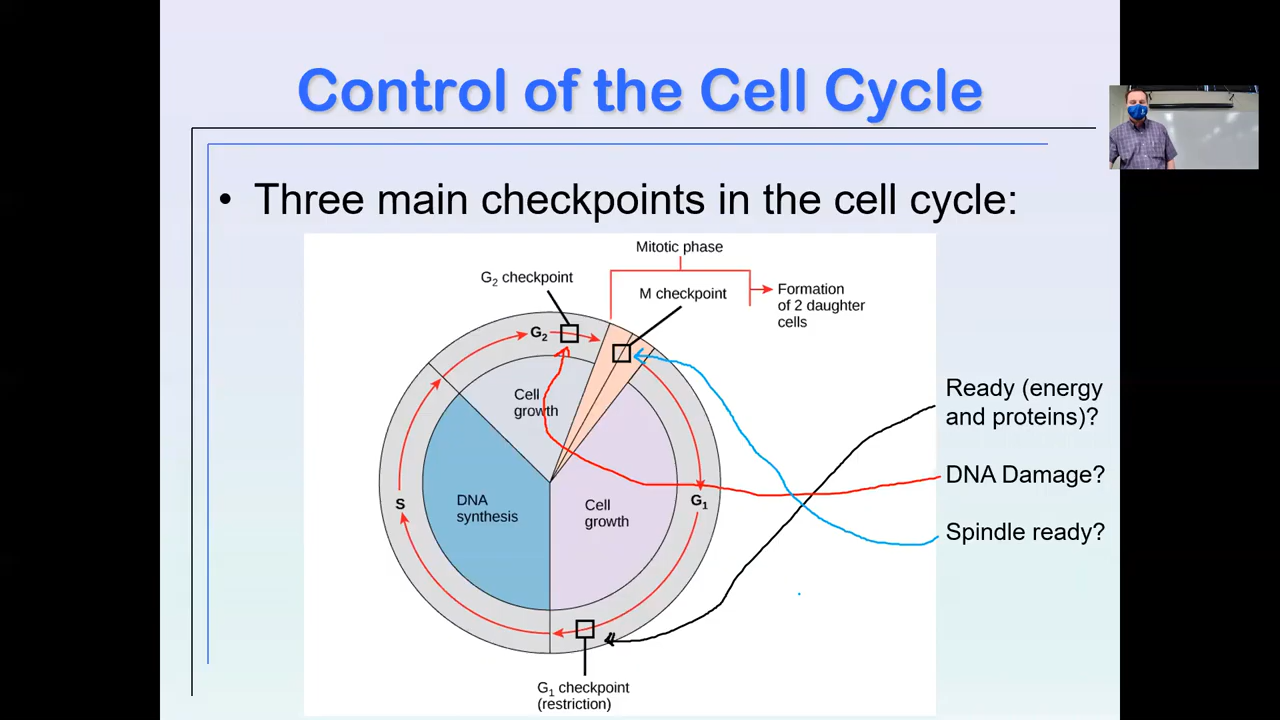 Control of the Cell Cycle
• Three main checkpoints in the cell cycle:
Mitotic phase
G₂ checkpoint
M checkpoint
Formation
of 2 daughter
cells
G₂
Cell
growth
Ready (energy
and proteins)?
DNA Damage?
S
DNA
synthesis
Cell
growth
G₁
Spindle ready?
G₁ checkpoint
(restriction)